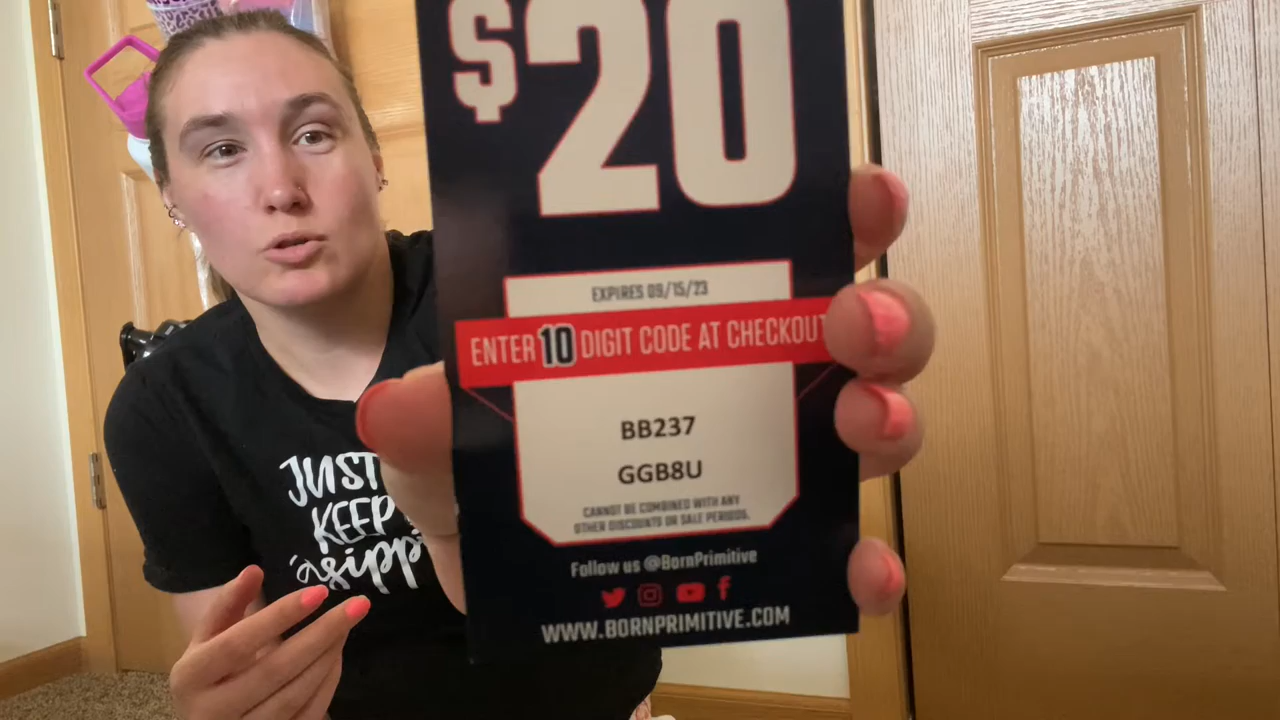 $20
EXPIRES 09/15/23
ENTER 10 DIGIT CODE AT CHECKOUT
BB237
GGB8U
CANNOT BE COMBINED WITH ANY
OTHER DISCOUNTS OR SALE PERIODS.
Follow us @BornPrimitive
WWW.BORNPRIMITIVE.COM
JUST
KEEP
sippi